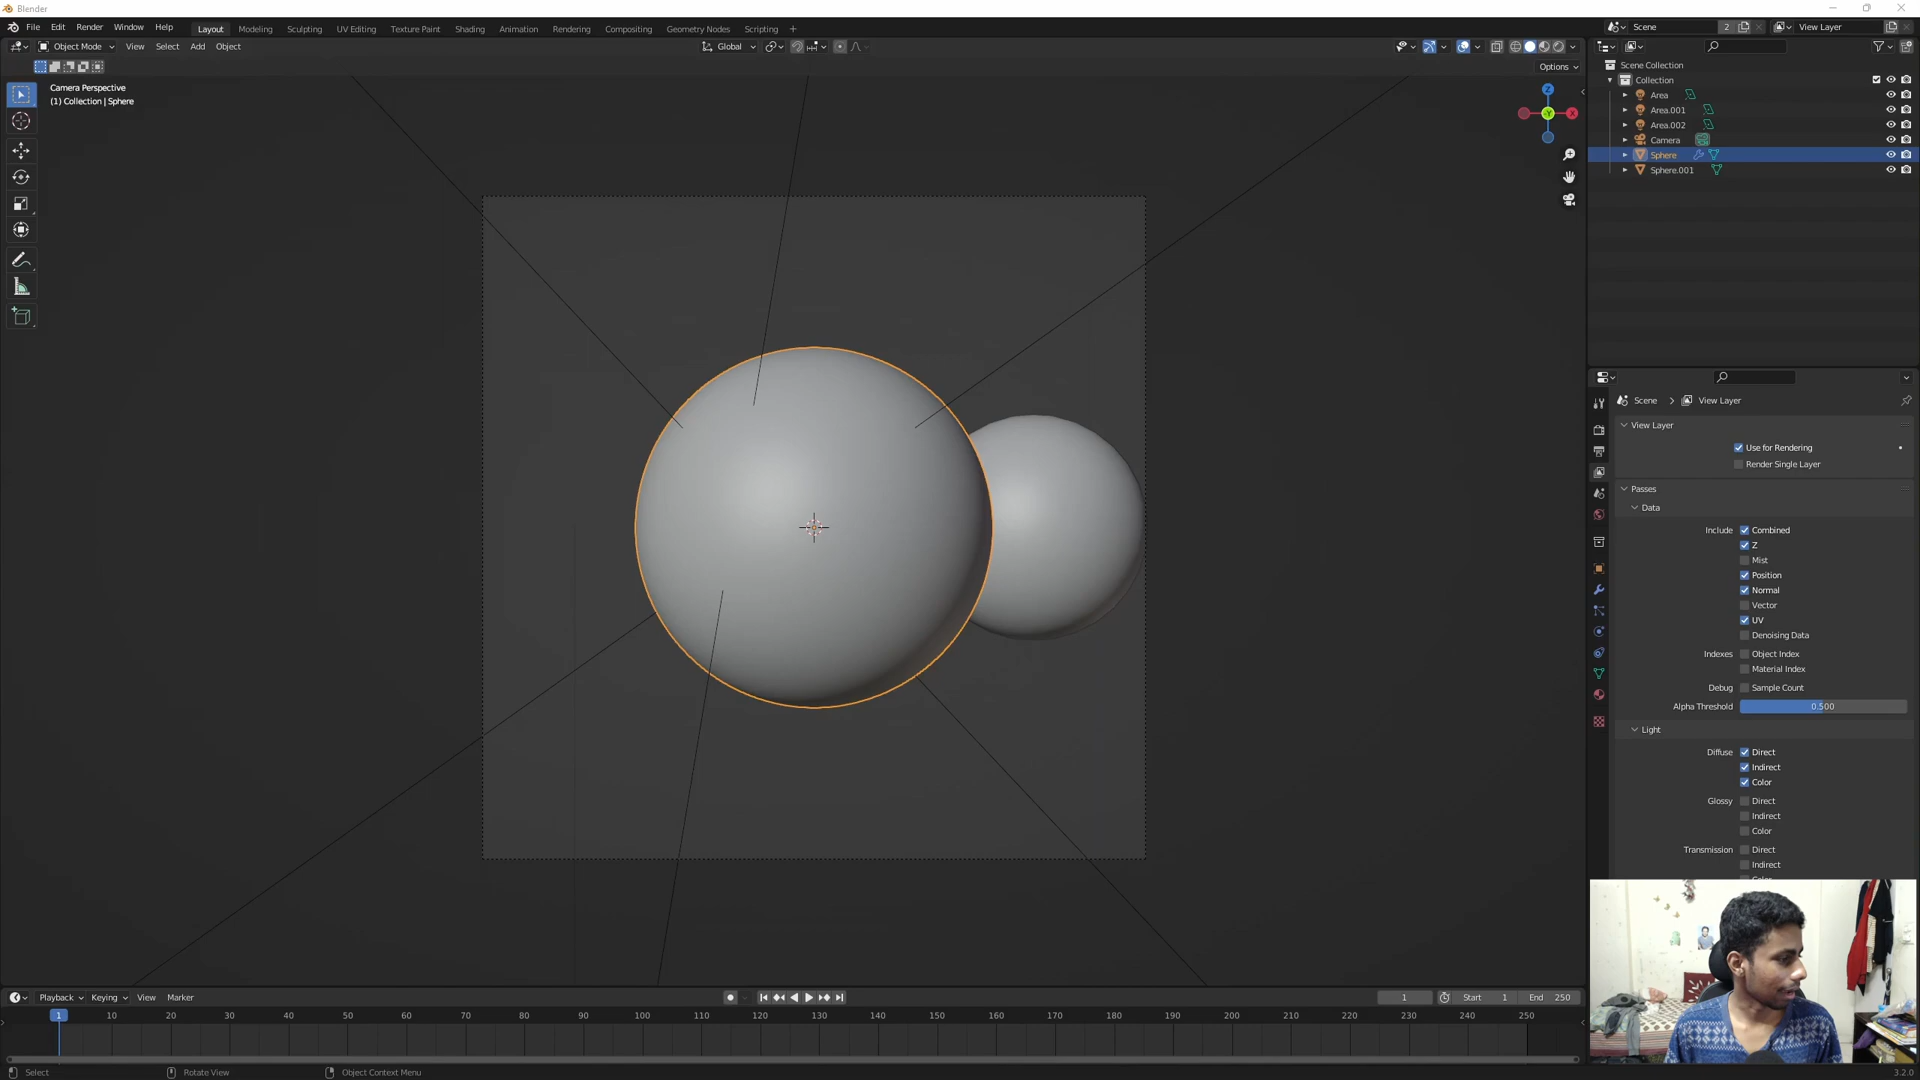 Blender
File Edit Render Window Help Layout Modeling Sculpting UV Editing Texture Paint Shading Animation Rendering Compositing Geometry Nodes Scripting +
Scene 2 View Layer
Object Mode View Select Add Object Global
Options
Camera Perspective
(1) Collection | Sphere
Z
X
-Y
Scene Collection
Collection
Area
Area.001
Area.002
Camera
Sphere
Sphere.001
Scene > View Layer
View Layer
Use for Rendering
Render Single Layer
Passes
Data
Include Combined
Z
Mist
Position
Normal
Vector
UV
Denoising Data
Indexes Object Index
Material Index
Debug Sample Count
Alpha Threshold 0.500
Light
Diffuse Direct
Indirect
Color
Glossy Direct
Indirect
Color
Transmission Direct
Indirect
Playback Keying View Marker
1 Start 1 End 250
1 10 20 30 40 50 60 70 80 90 100 110 120 130 140 150 160 170 180 190 200 210 220 230 240 250
Select Rotate View Object Context Menu 3.2.0